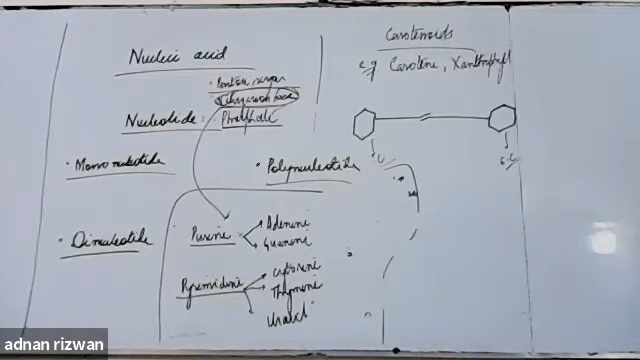 Nucleic acid
• Pentose sugar
Nitrogenous base
Nucleotide : Phosphate
• Mononucleotide
• Polynucleotide
• Dinucleotide
Purine
Adenine
Guanine
Pyrimidine
Cytosine
Thymine
Uracil
Carotenoids
e.g Carotene, Xanthophyl
adnan rizwan